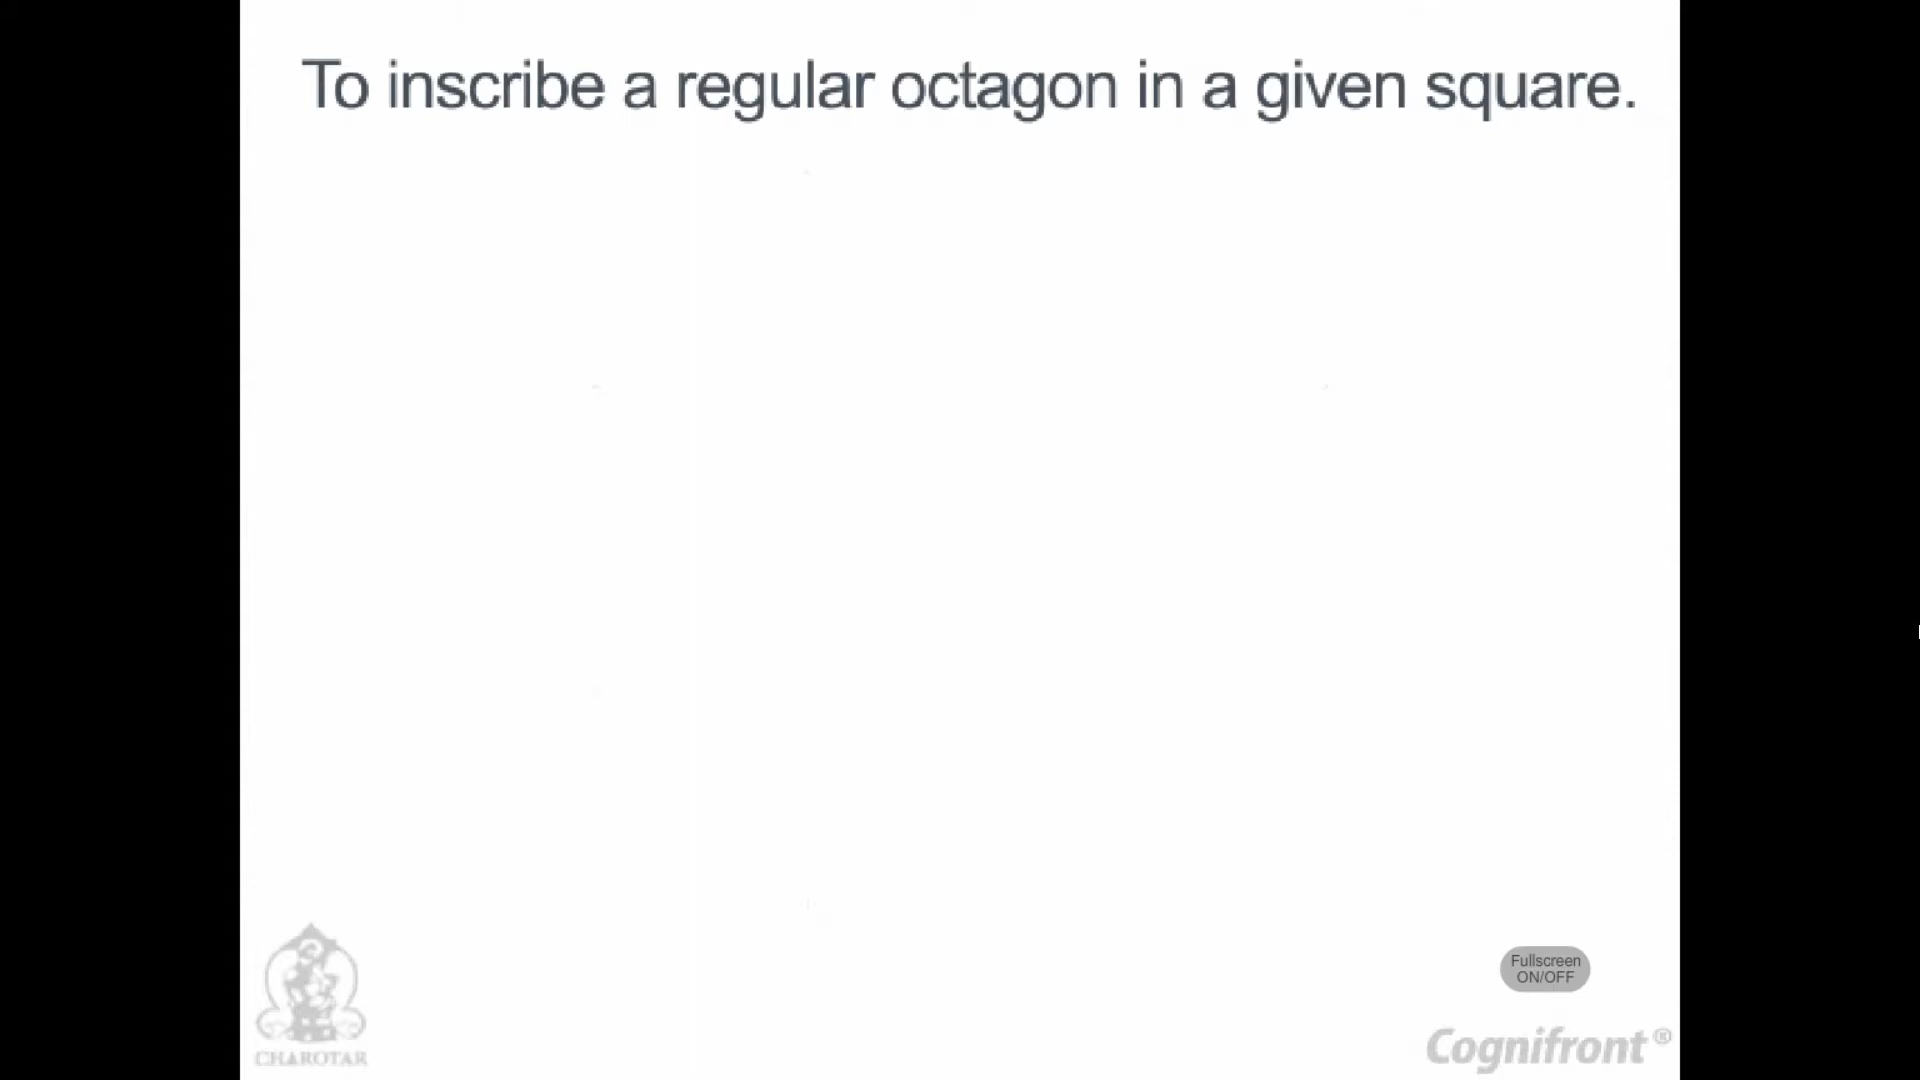 To inscribe a regular octagon in a given square.
Fullscreen
ON/OFF
CHAROTAR
Cognifront ®